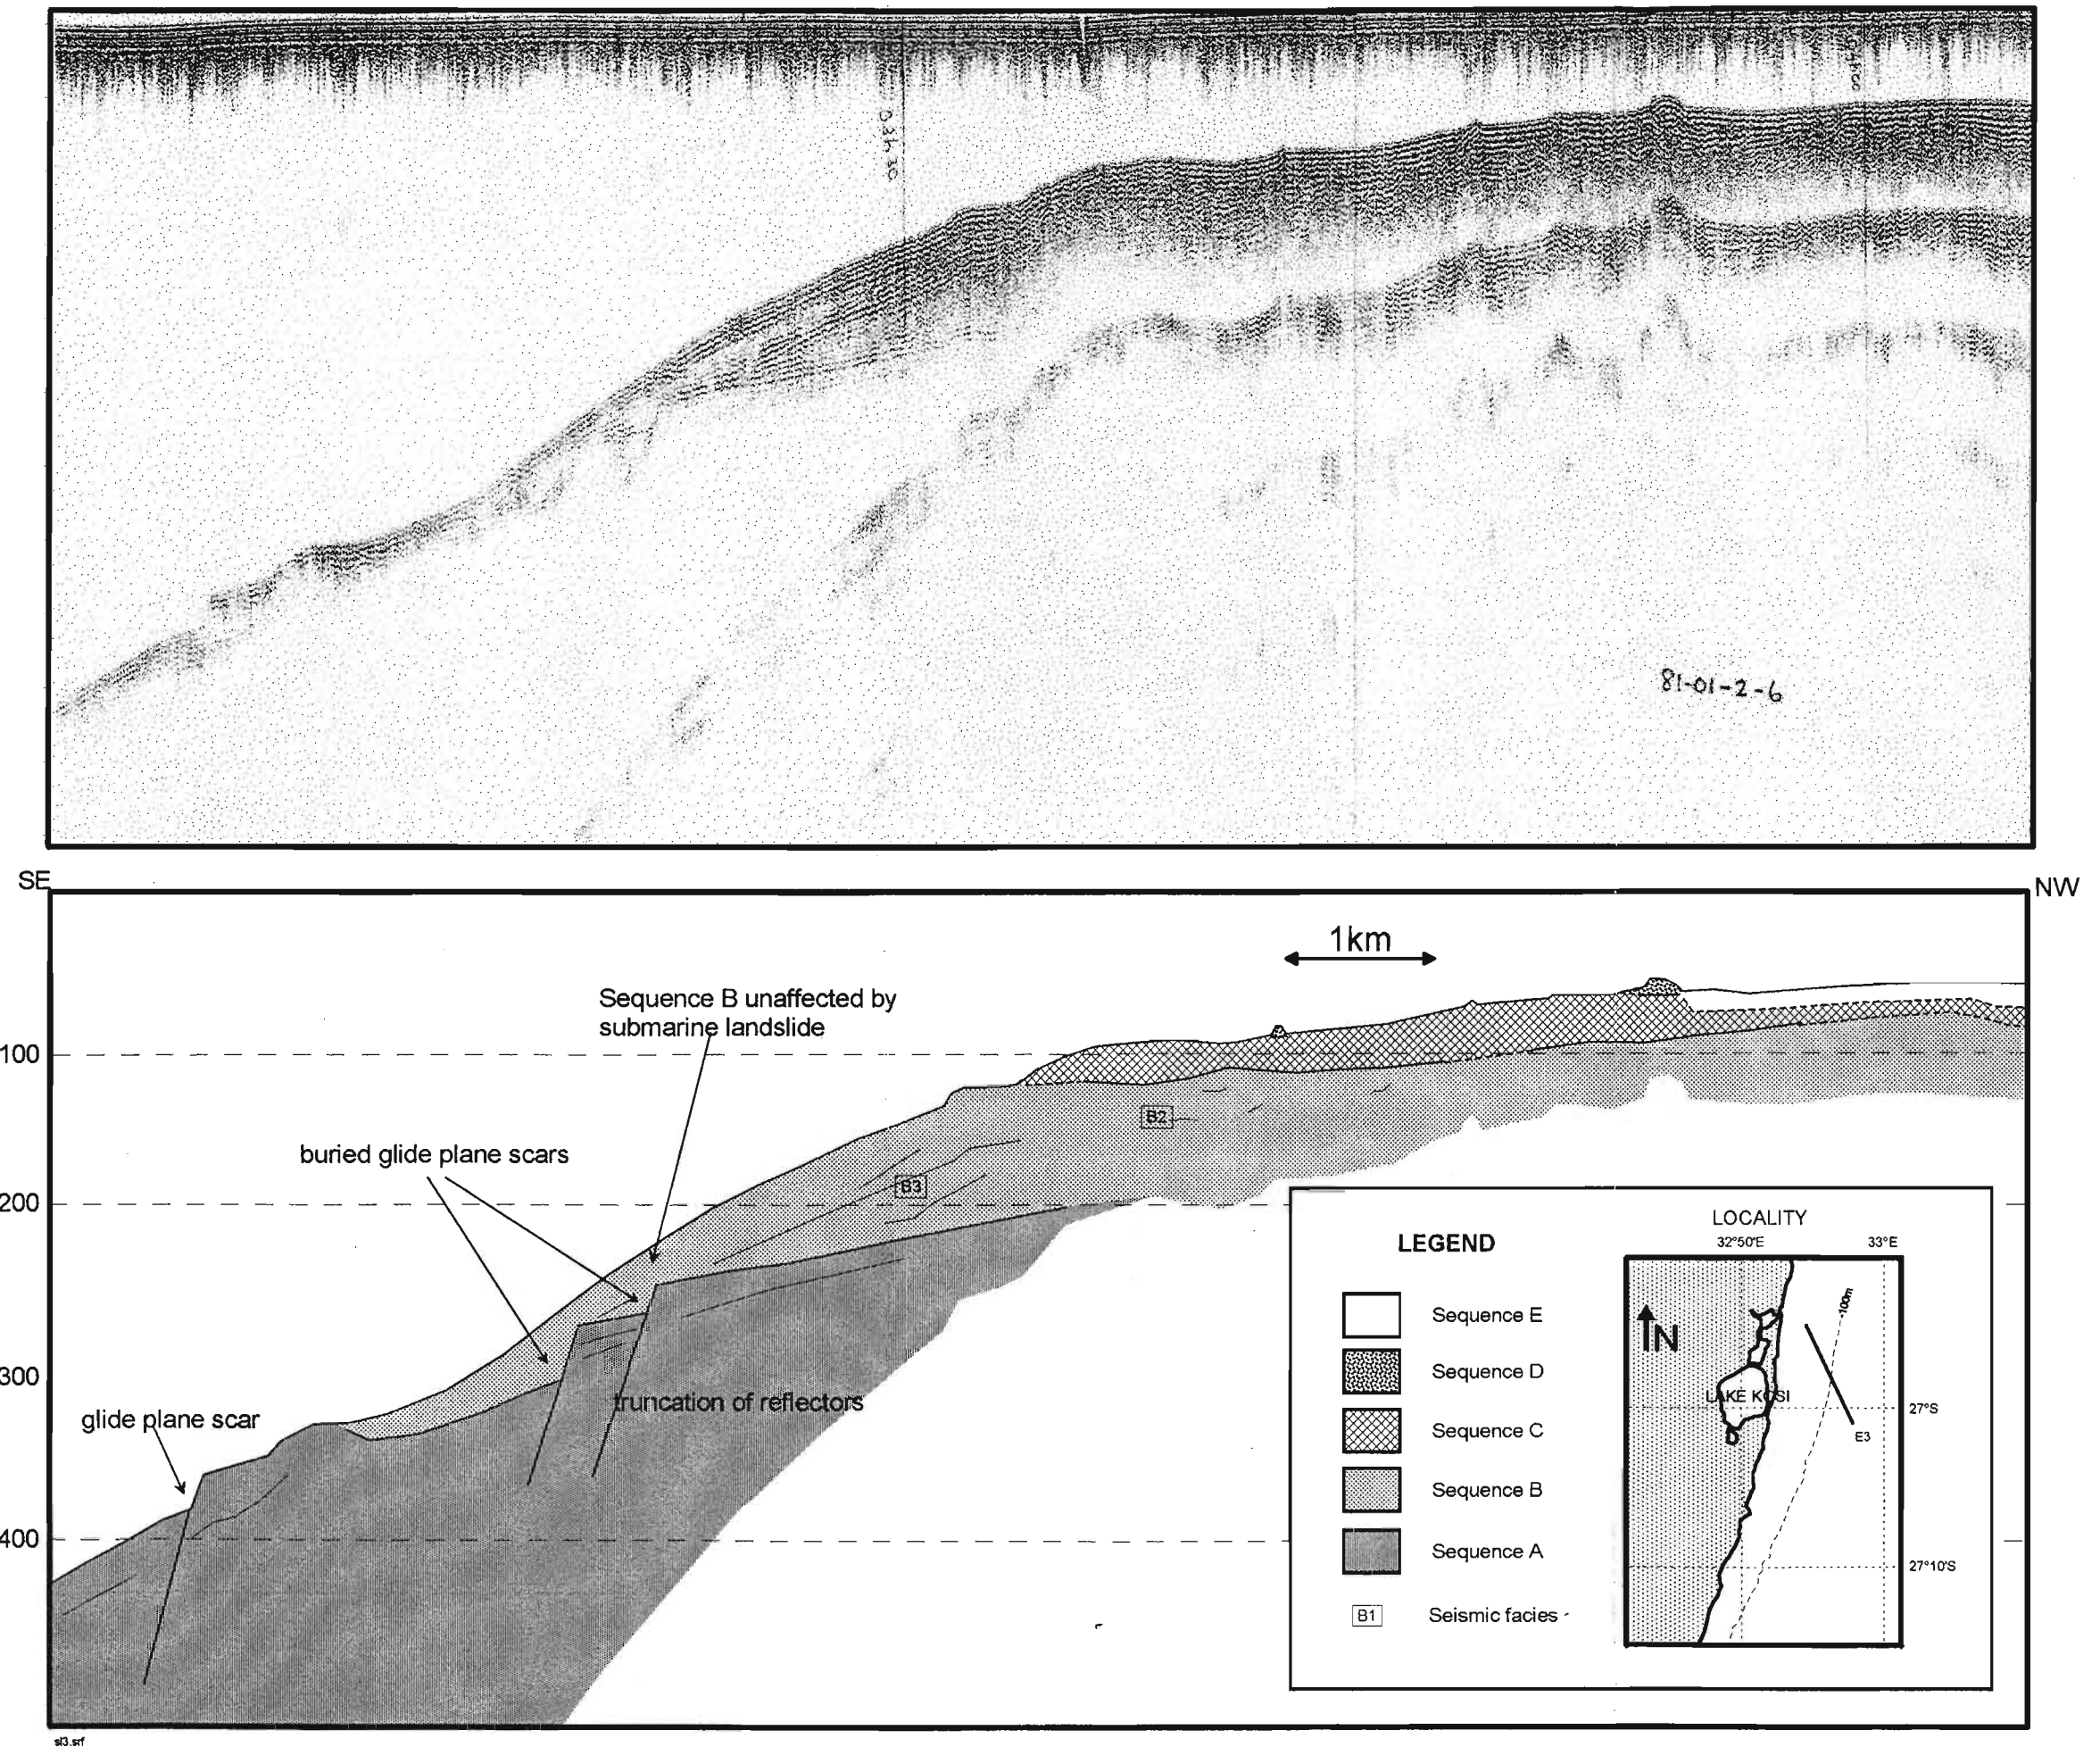 03h30
81-01-2-6
SE
NW
1km
Sequence B unaffected by
submarine landslide
100
B2
buried glide plane scars
B3
200
LOCALITY
LEGEND
32°50'E
33°E
Sequence E
-100m
N
Sequence D
300
truncation of reflectors
LAKE KOSI
27°S
glide plane scar
Sequence C
E3
Sequence B
400
Sequence A
27°10'S
B1
Seismic facies
sl3.srf